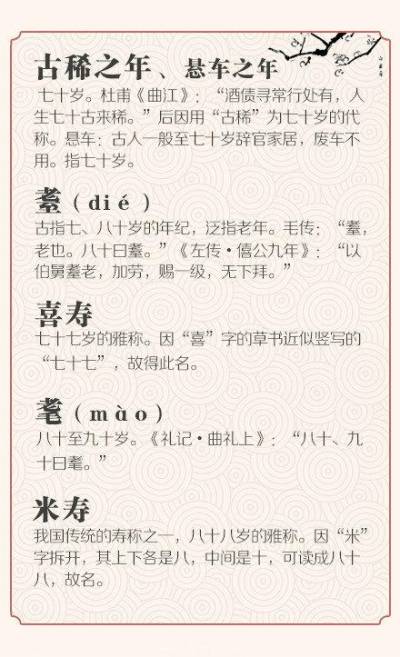 古稀之年、悬车之年
七十岁。杜甫《曲江》：“酒债寻常行处有，人
生七十古来稀。”后因用“古稀”为七十岁的代
称。悬车：古人一般至七十岁辞官家居，废车不
用。指七十岁。
耋（dié）
古指七、八十岁的年纪，泛指老年。毛传：“耋，
老也。八十曰耋。”《左传·僖公九年》：“以
伯舅耋老，加劳，赐一级，无下拜。”
喜寿
七十七岁的雅称。因“喜”字的草书近似竖写的
“七十七”，故得此名。
耄（mào）
八十至九十岁。《礼记·曲礼上》：“八十、九
十曰耄。”
米寿
我国传统的寿称之一，八十八岁的雅称。因“米”
字拆开，其上下各是八，中间是十，可读成八十
八，故名。